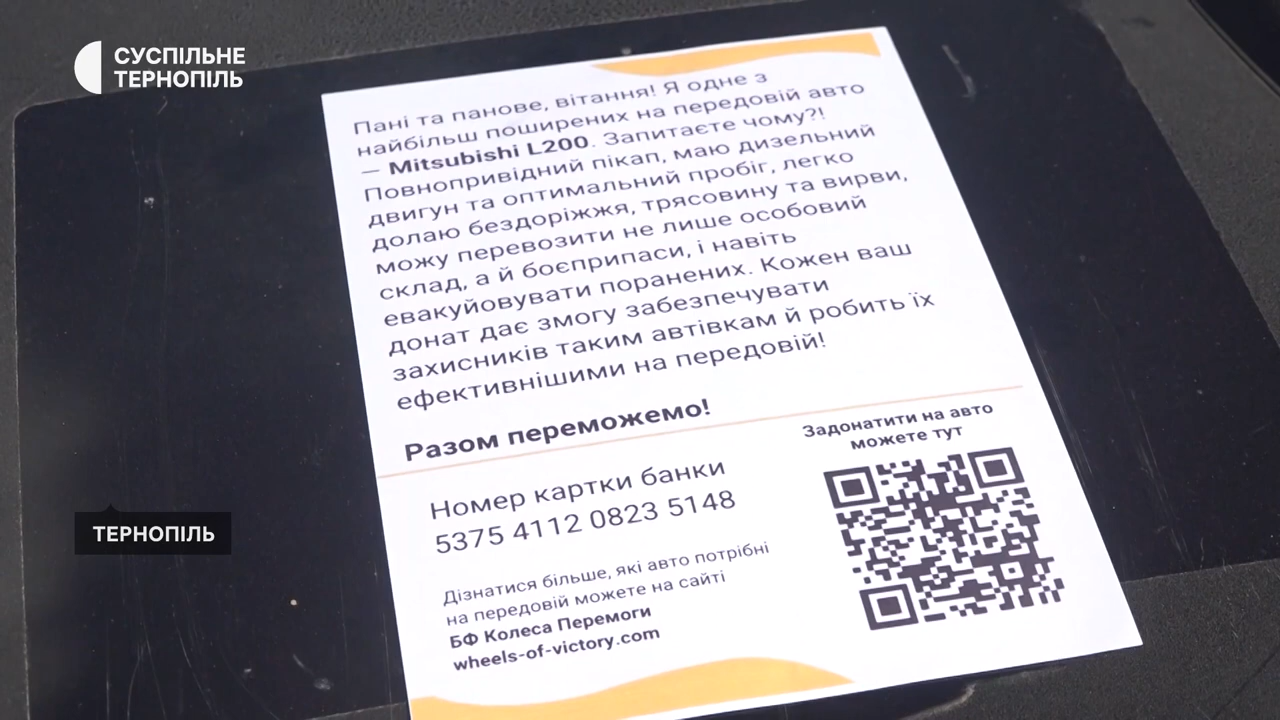 СУСПІЛЬНЕ
ТЕРНОПІЛЬ
Пані та панове, вітання! Я одне з
найбільш поширених на передовій авто
— Mitsubishi L200. Запитаєте чому?!
Повнопривідний пікап, маю дизельний
двигун та оптимальний пробіг, легко
долаю бездоріжжя, трясовину та вирви,
можу перевозити не лише особовий
склад, а й боєприпаси, і навіть
евакуйовувати поранених. Кожен ваш
донат дає змогу забезпечувати
захисників таким автівкам й робить їх
ефективнішими на передовій!
Разом переможемо!
Номер картки банки
5375 4112 0823 5148
Дізнатися більше, які авто потрібні
на передовій можете на сайті
БФ Колеса Перемоги
wheels-of-victory.com
Задонатити на авто
можете тут
ТЕРНОПІЛЬ